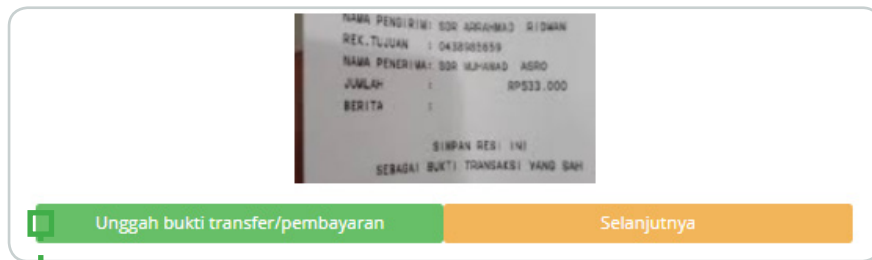 NAMA PENGIRIM: SDR ARRAHMAD RIDWAN
REK.TUJUAN : 0438985659
NAMA PENERIMA: SDR MUHAMAD ASRO
JUMLAH : RP533.000
BERITA :
SIMPAN RESI INI
SEBAGAI BUKTI TRANSAKSI YANG SAH
Unggah bukti transfer/pembayaran
Selanjutnya